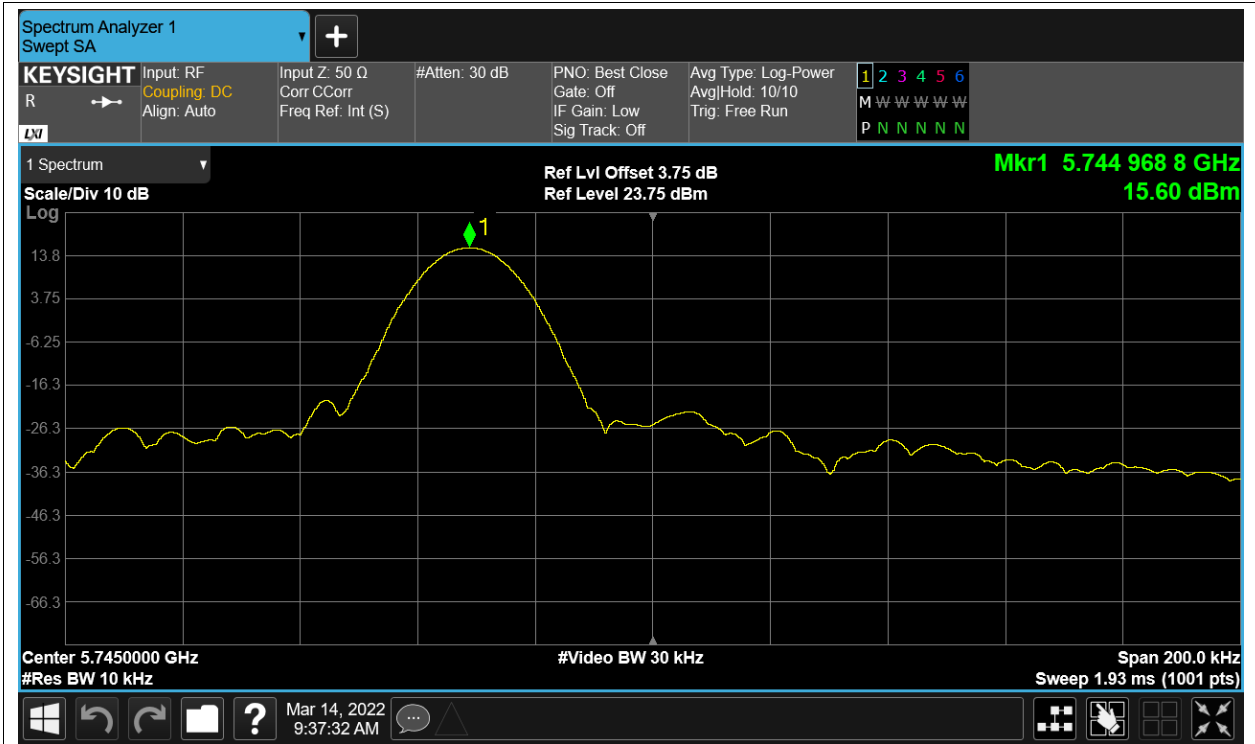 Spectrum Analyzer 1
Swept SA
KEYSIGHT
R
LXI
Input: RF
Coupling: DC
Align: Auto
Input Z: 50 Ω
Corr CCorr
Freq Ref: Int (S)
#Atten: 30 dB
PNO: Best Close
Gate: Off
IF Gain: Low
Sig Track: Off
Avg Type: Log-Power
Avg|Hold: 10/10
Trig: Free Run
1 2 3 4 5 6
M W W W W W
P N N N N N
1 Spectrum
Scale/Div 10 dB
Log
Ref Lvl Offset 3.75 dB
Ref Level 23.75 dBm
Mkr1 5.744 968 8 GHz
15.60 dBm
1
13.8
3.75
-6.25
-16.3
-26.3
-36.3
-46.3
-56.3
-66.3
Center 5.7450000 GHz
#Video BW 30 kHz
Span 200.0 kHz
#Res BW 10 kHz
Sweep 1.93 ms (1001 pts)
?
Mar 14, 2022
9:37:32 AM